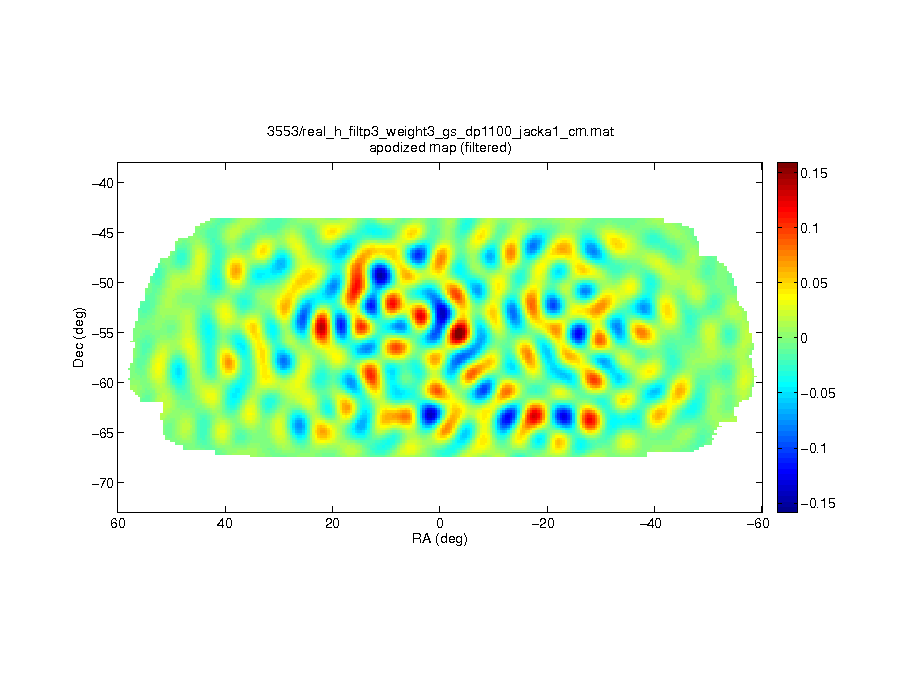 3553/real_h_filtp3_weight3_gs_dp1100_jacka1_cm.mat
apodized map (filtered)
−40
−45
−50
−55
−60
−65
−70
Dec (deg)
60 40 20 0 −20 −40 −60
RA (deg)
0.15
0.1
0.05
0
−0.05
−0.1
−0.15